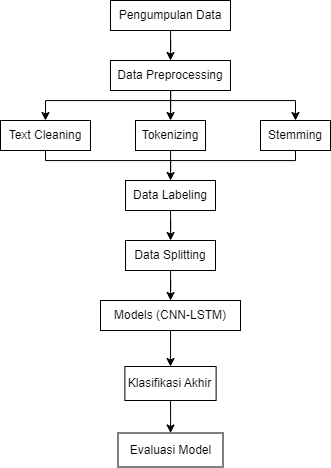 Pengumpulan Data
Data Preprocessing
Text Cleaning
Tokenizing
Stemming
Data Labeling
Data Splitting
Models (CNN-LSTM)
Klasifikasi Akhir
Evaluasi Model